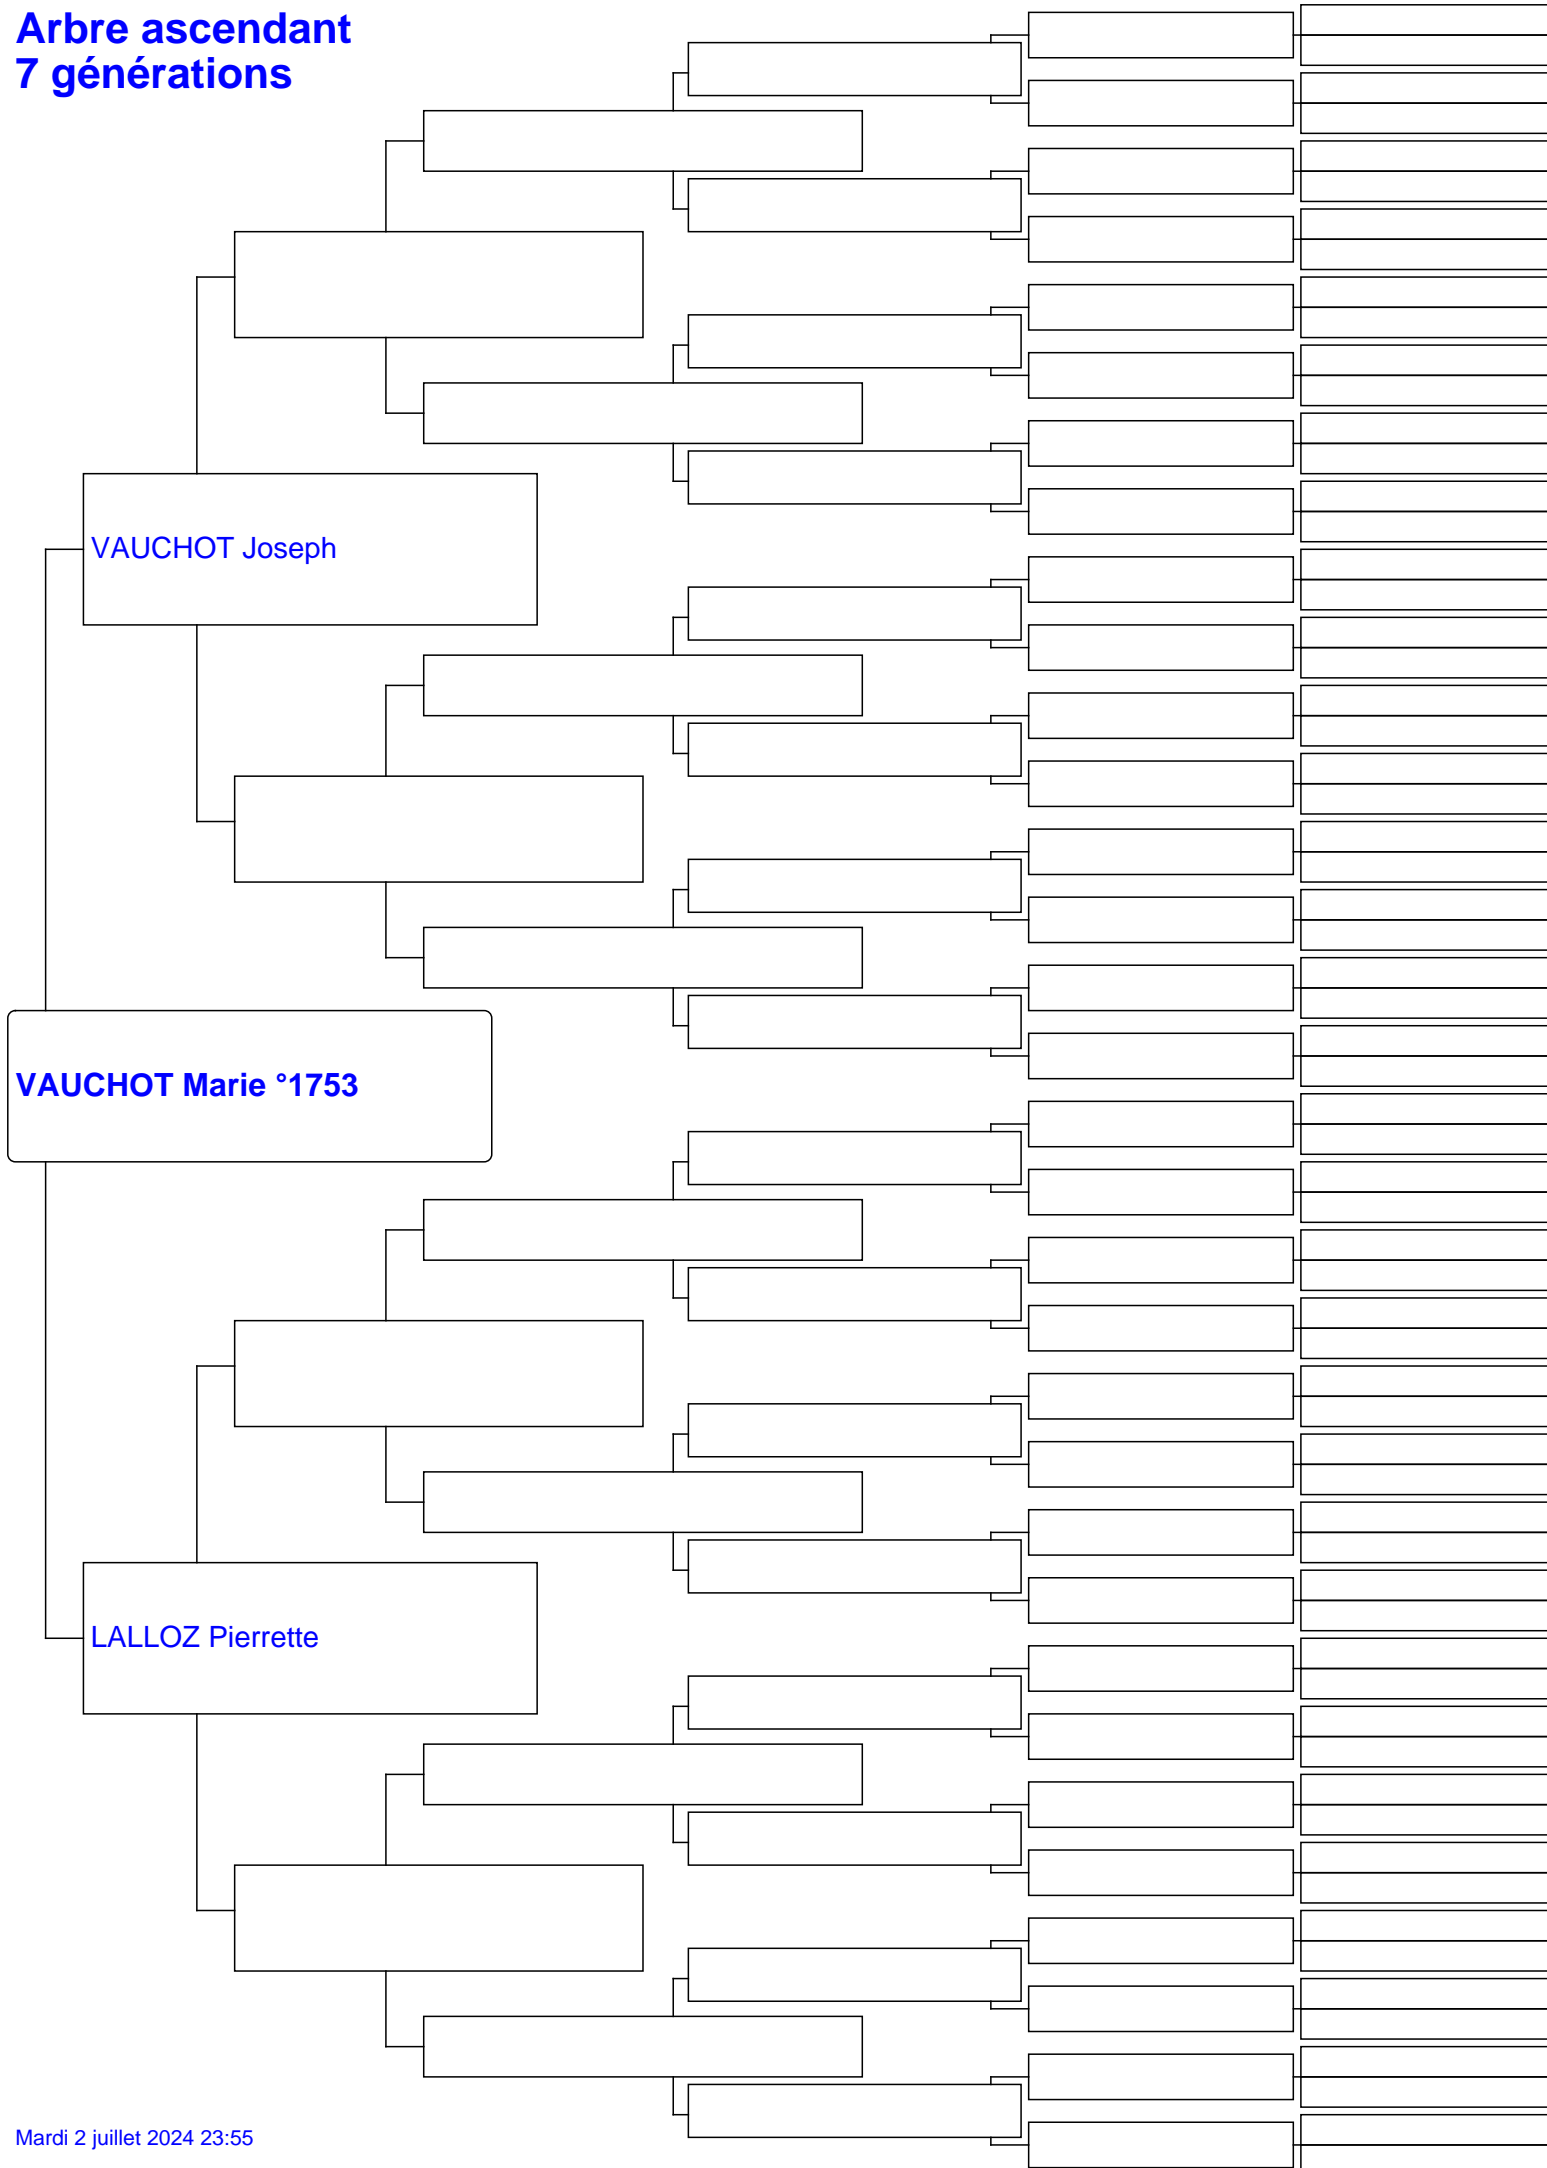 Arbre ascendant
7 générations
VAUCHOT Joseph
VAUCHOT Marie °1753
LALLOZ Pierrette
Mardi 2 juillet 2024 23:55